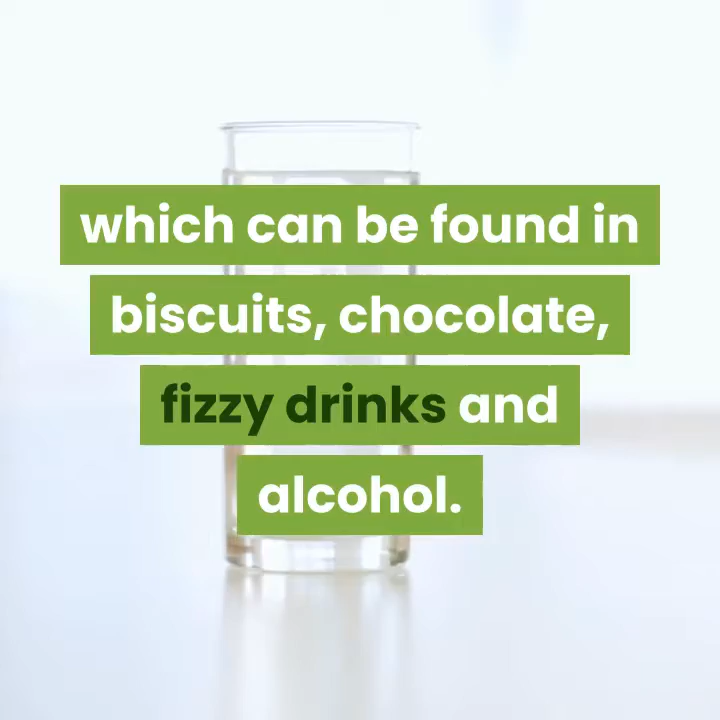 which can be found in
biscuits, chocolate,
fizzy drinks and
alcohol.